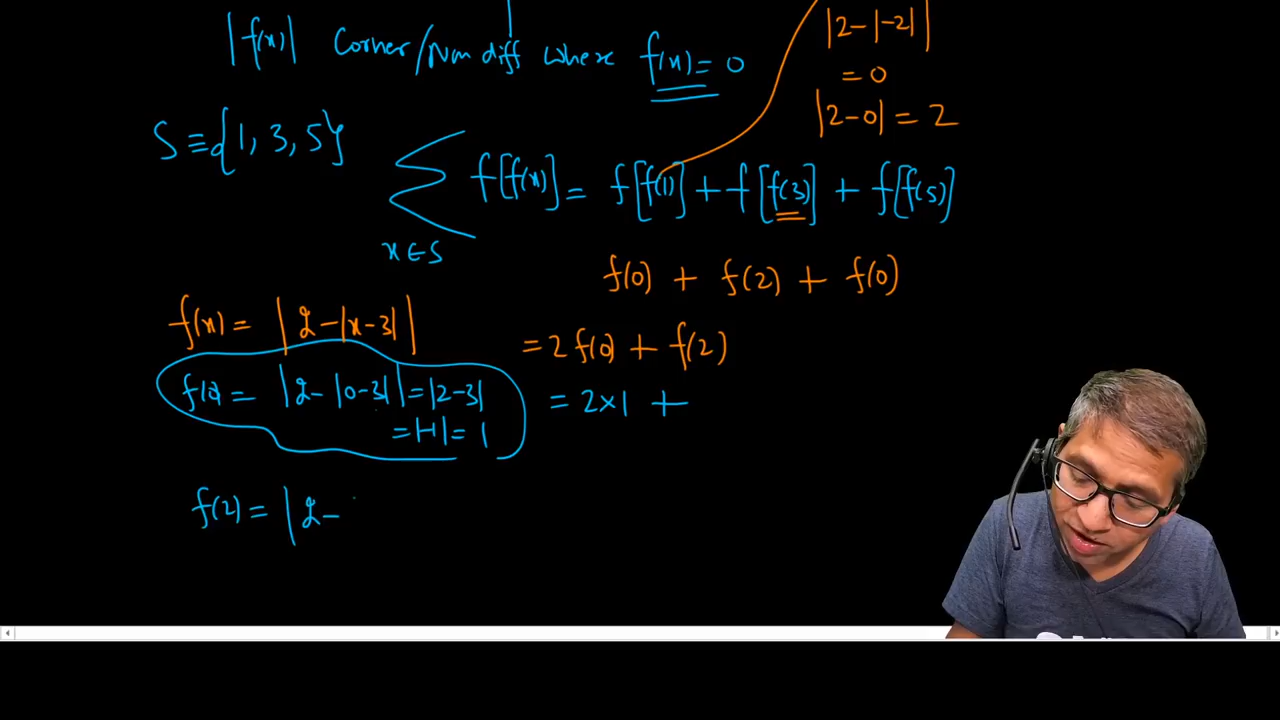 |f(x)| Corner/Non diff where f(x) = 0
|2-|-2||
= 0
|2-0| = 2
S ≡ {1, 3, 5}
∑ f[f(x)] = f[f(1)] + f[f(3)] + f[f(5)]
x ∈ S
f(0) + f(2) + f(0)
f(x) = |2-|x-3||
= 2 f(0) + f(2)
f(0) = |2-|0-3|| = |2-3|
= |-1| = 1
= 2×1 +
f(2) = |2-